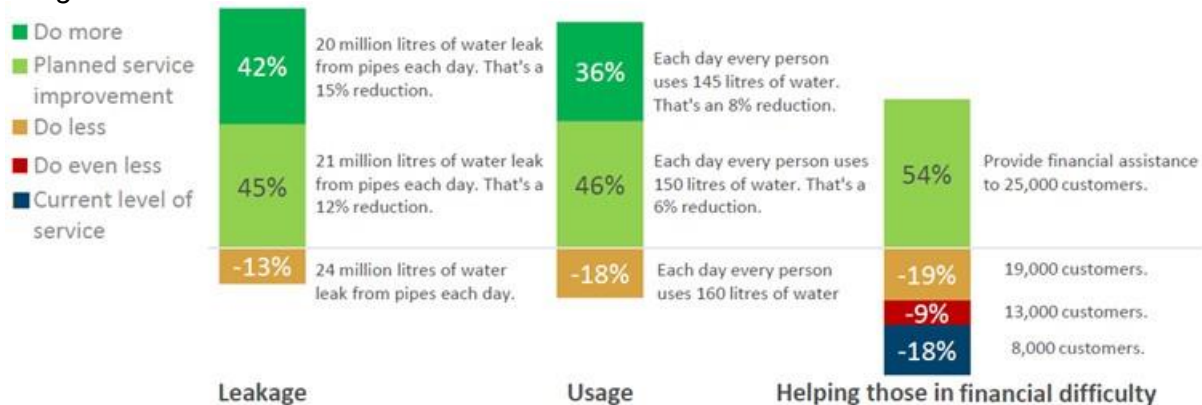 Do more
Planned service
improvement
Do less
Do even less
Current level of
service
42%
20 million litres of water leak
from pipes each day. That's a
15% reduction.
45%
21 million litres of water leak
from pipes each day. That's a
12% reduction.
-13%
24 million litres of water
leak from pipes each day.
Leakage
36%
Each day every person
uses 145 litres of water.
That's an 8% reduction.
46%
Each day every person uses
150 litres of water. That's a
6% reduction.
-18%
Each day every person
uses 160 litres of water
Usage
54%
Provide financial assistance
to 25,000 customers.
-19%
19,000 customers.
-9%
13,000 customers.
-18%
8,000 customers.
Helping those in financial difficulty